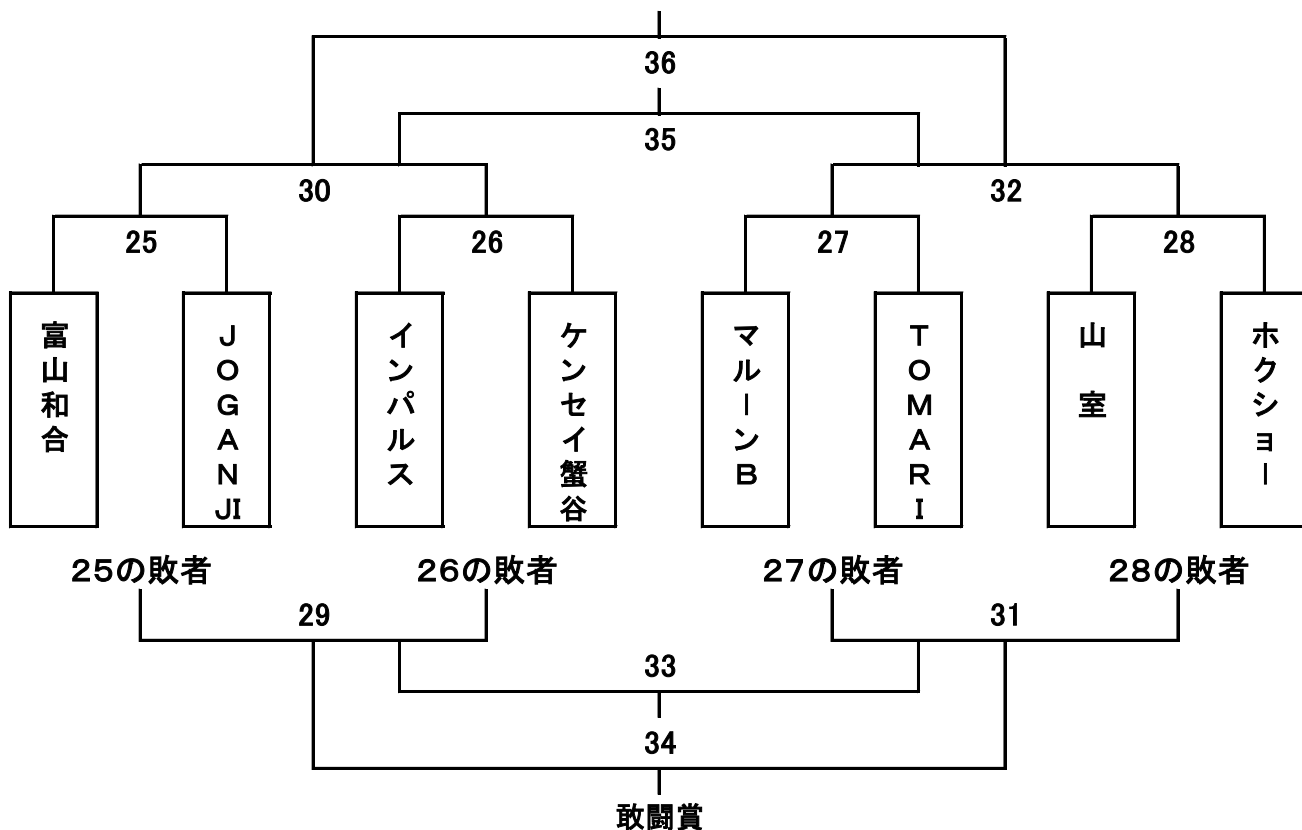 36
35
30
32
25
26
27
28
富山和合
JOGANJI
インパルス
ケンセイ蟹谷
マルーンB
TOMARI
山室
ホクショー
25の敗者
26の敗者
27の敗者
28の敗者
29
31
33
34
敢闘賞